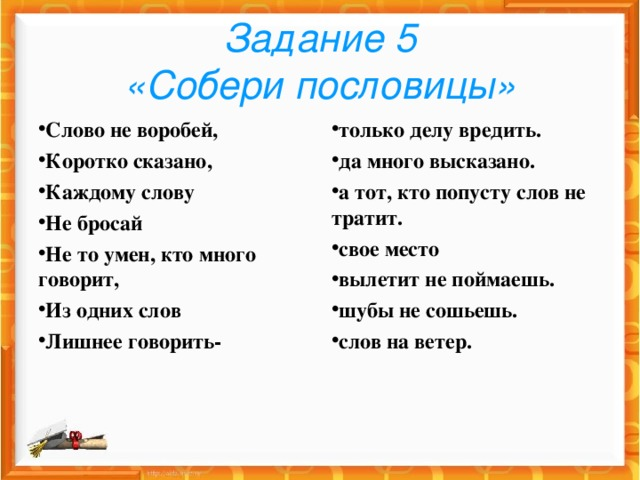 Задание 5
«Собери пословицы»
•Слово не воробей,
•Коротко сказано,
•Каждому слову
•Не бросай
•Не то умен, кто много
говорит,
•Из одних слов
•Лишнее говорить-
•только делу вредить.
•да много высказано.
•а тот, кто попусту слов не
тратит.
•свое место
•вылетит не поймаешь.
•шубы не сошьешь.
•слов на ветер.